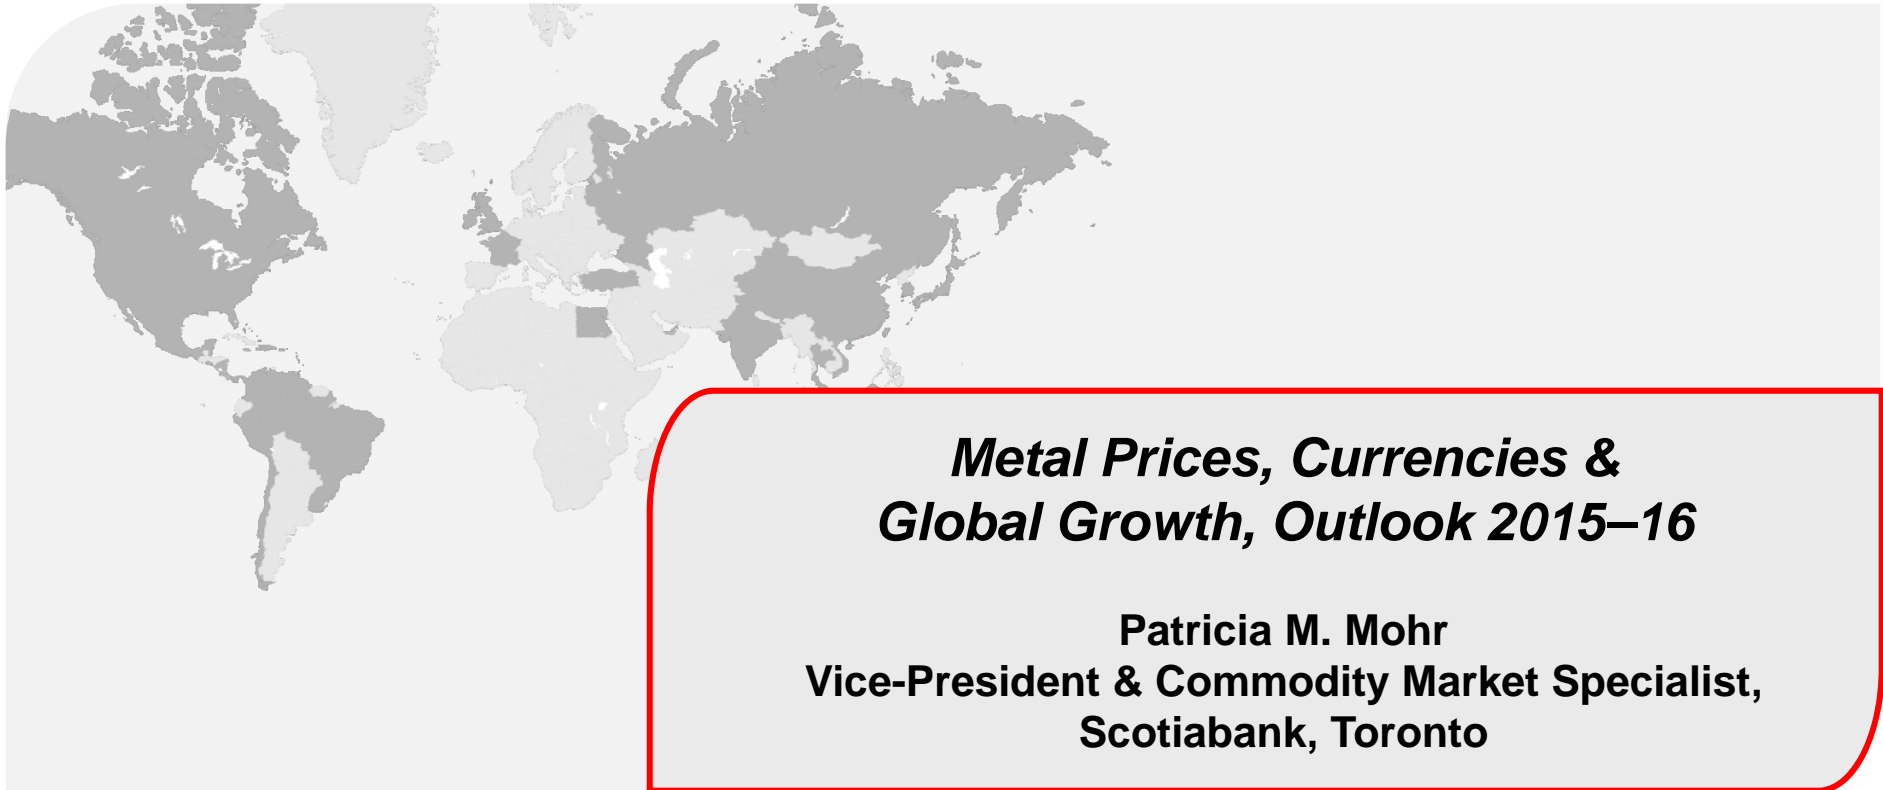 Metal Prices, Currencies &
Global Growth, Outlook 2015–16
Patricia M. Mohr
Vice-President & Commodity Market Specialist,
Scotiabank, Toronto